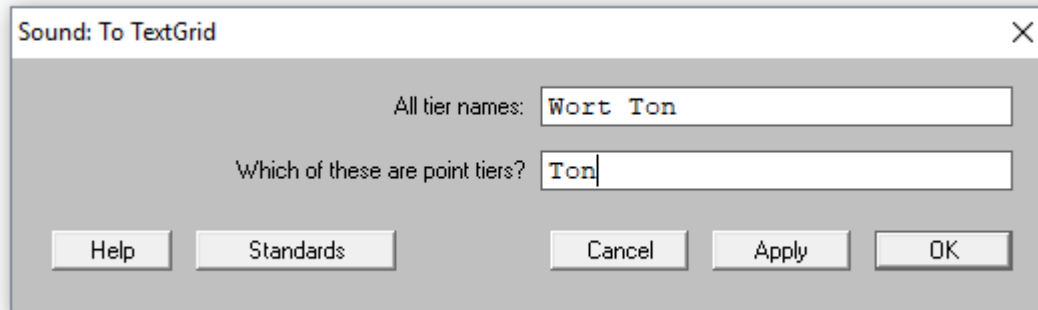 Sound: To TextGrid
All tier names: Wort Ton
Which of these are point tiers? Ton
Help Standards Cancel Apply OK